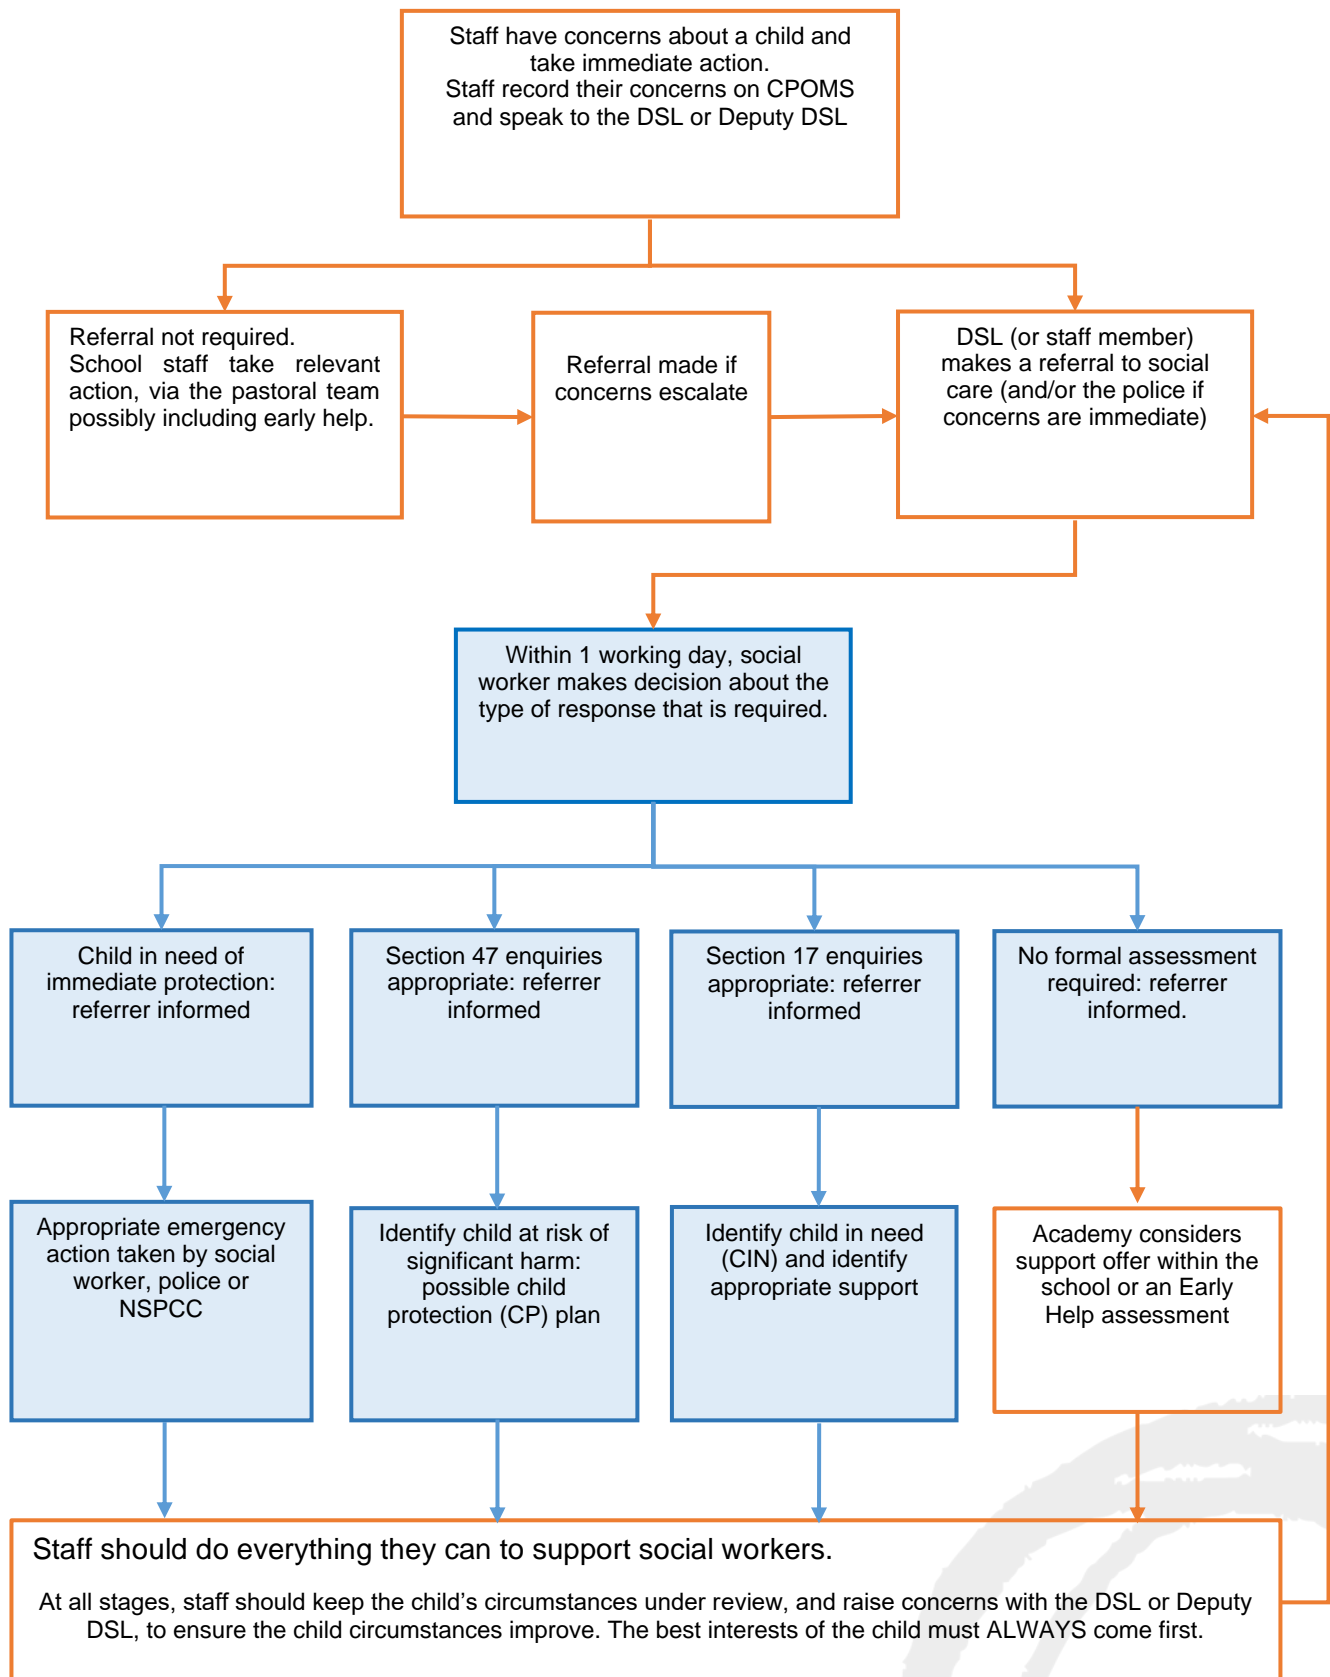 Staff have concerns about a child and
take immediate action.
Staff record their concerns on CPOMS
and speak to the DSL or Deputy DSL
Referral not required.
School staff take relevant
action, via the pastoral team
possibly including early help.
Referral made if
concerns escalate
DSL (or staff member)
makes a referral to social
care (and/or the police if
concerns are immediate)
Within 1 working day, social
worker makes decision about the
type of response that is required.
Child in need of
immediate protection:
referrer informed
Section 47 enquiries
appropriate: referrer
informed
Section 17 enquiries
appropriate: referrer
informed
No formal assessment
required: referrer
informed.
Appropriate emergency
action taken by social
worker, police or
NSPCC
Identify child at risk of
significant harm:
possible child
protection (CP) plan
Identify child in need
(CIN) and identify
appropriate support
Academy considers
support offer within the
school or an Early
Help assessment
Staff should do everything they can to support social workers.
At all stages, staff should keep the child’s circumstances under review, and raise concerns with the DSL or Deputy
DSL, to ensure the child circumstances improve. The best interests of the child must ALWAYS come first.